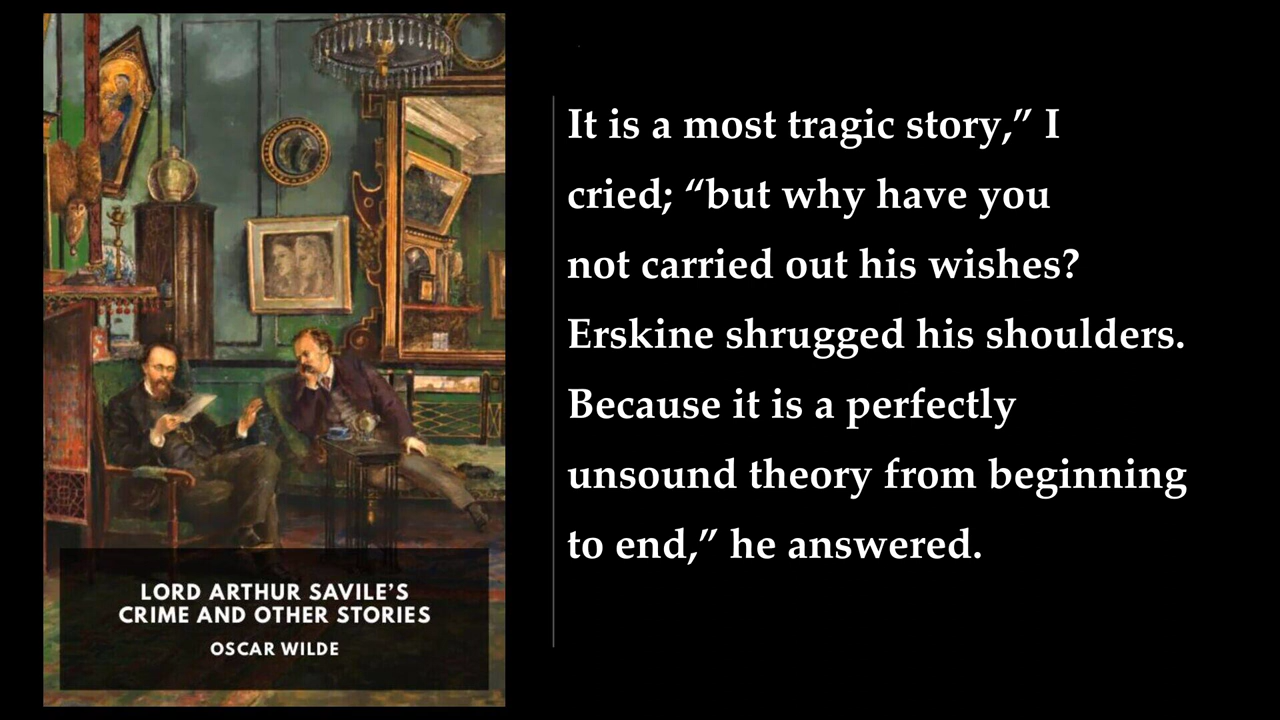 It is a most tragic story,” I
cried; “but why have you
not carried out his wishes?
Erskine shrugged his shoulders.
Because it is a perfectly
unsound theory from beginning
to end,” he answered.
LORD ARTHUR SAVILE’S
CRIME AND OTHER STORIES
OSCAR WILDE